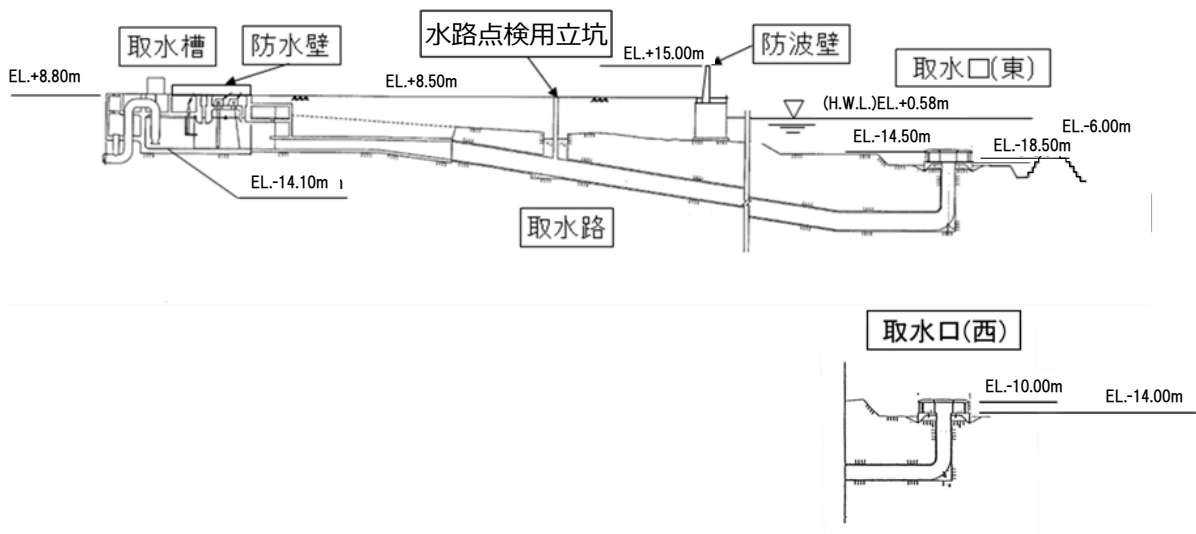 取水槽
防水壁
水路点検用立坑
EL.+15.00m
防波壁
取水口(東)
EL.+8.80m
EL.+8.50m
(H.W.L.)EL.+0.58m
EL.-14.50m
EL.-6.00m
EL.-18.50m
EL.-14.10m
取水路
取水口(西)
EL.-10.00m
EL.-14.00m